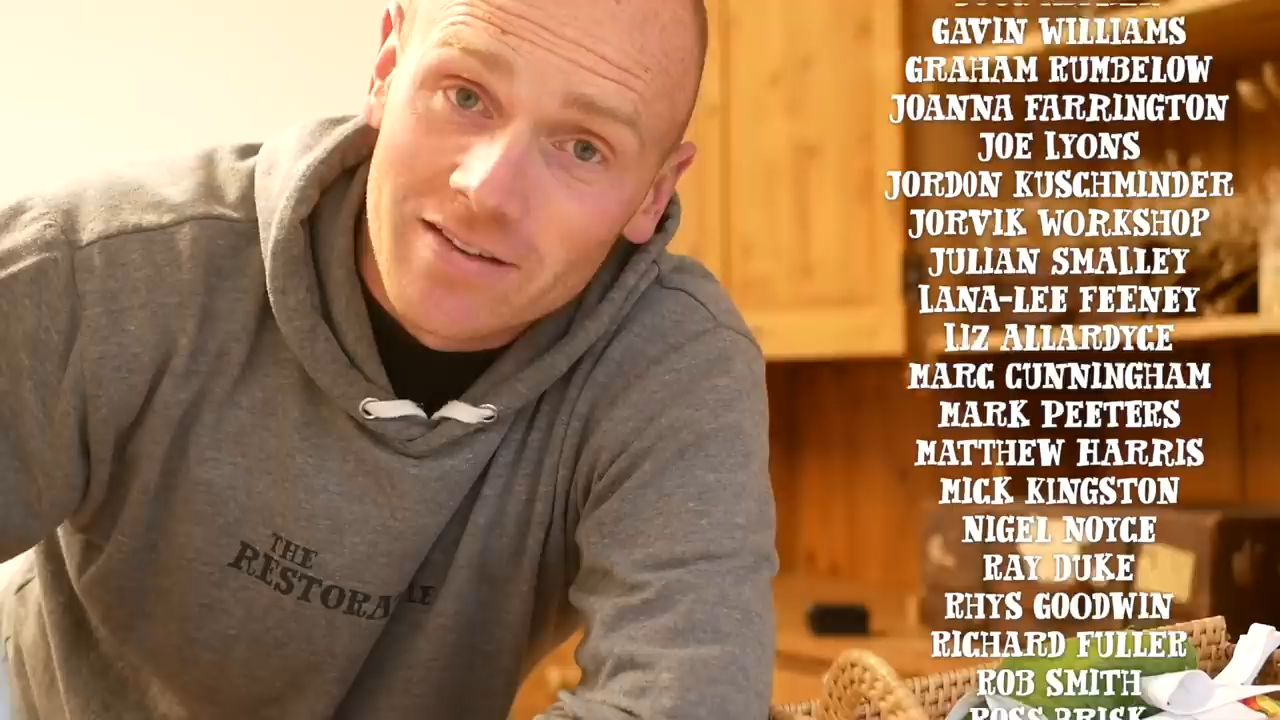 GAVIN WILLIAMS
GRAHAM RUMBELOW
JOANNA FARRINGTON
JOE LYONS
JORDON KUSCHMINDER
JORVIK WORKSHOP
JULIAN SMALLEY
LANA-LEE FEENEY
LIZ ALLARDYCE
MARC CUNNINGHAM
MARK PEETERS
MATTHEW HARRIS
MICK KINGSTON
NIGEL NOYCE
RAY DUKE
RHYS GOODWIN
RICHARD FULLER
ROB SMITH
ROSS PRISK
THE